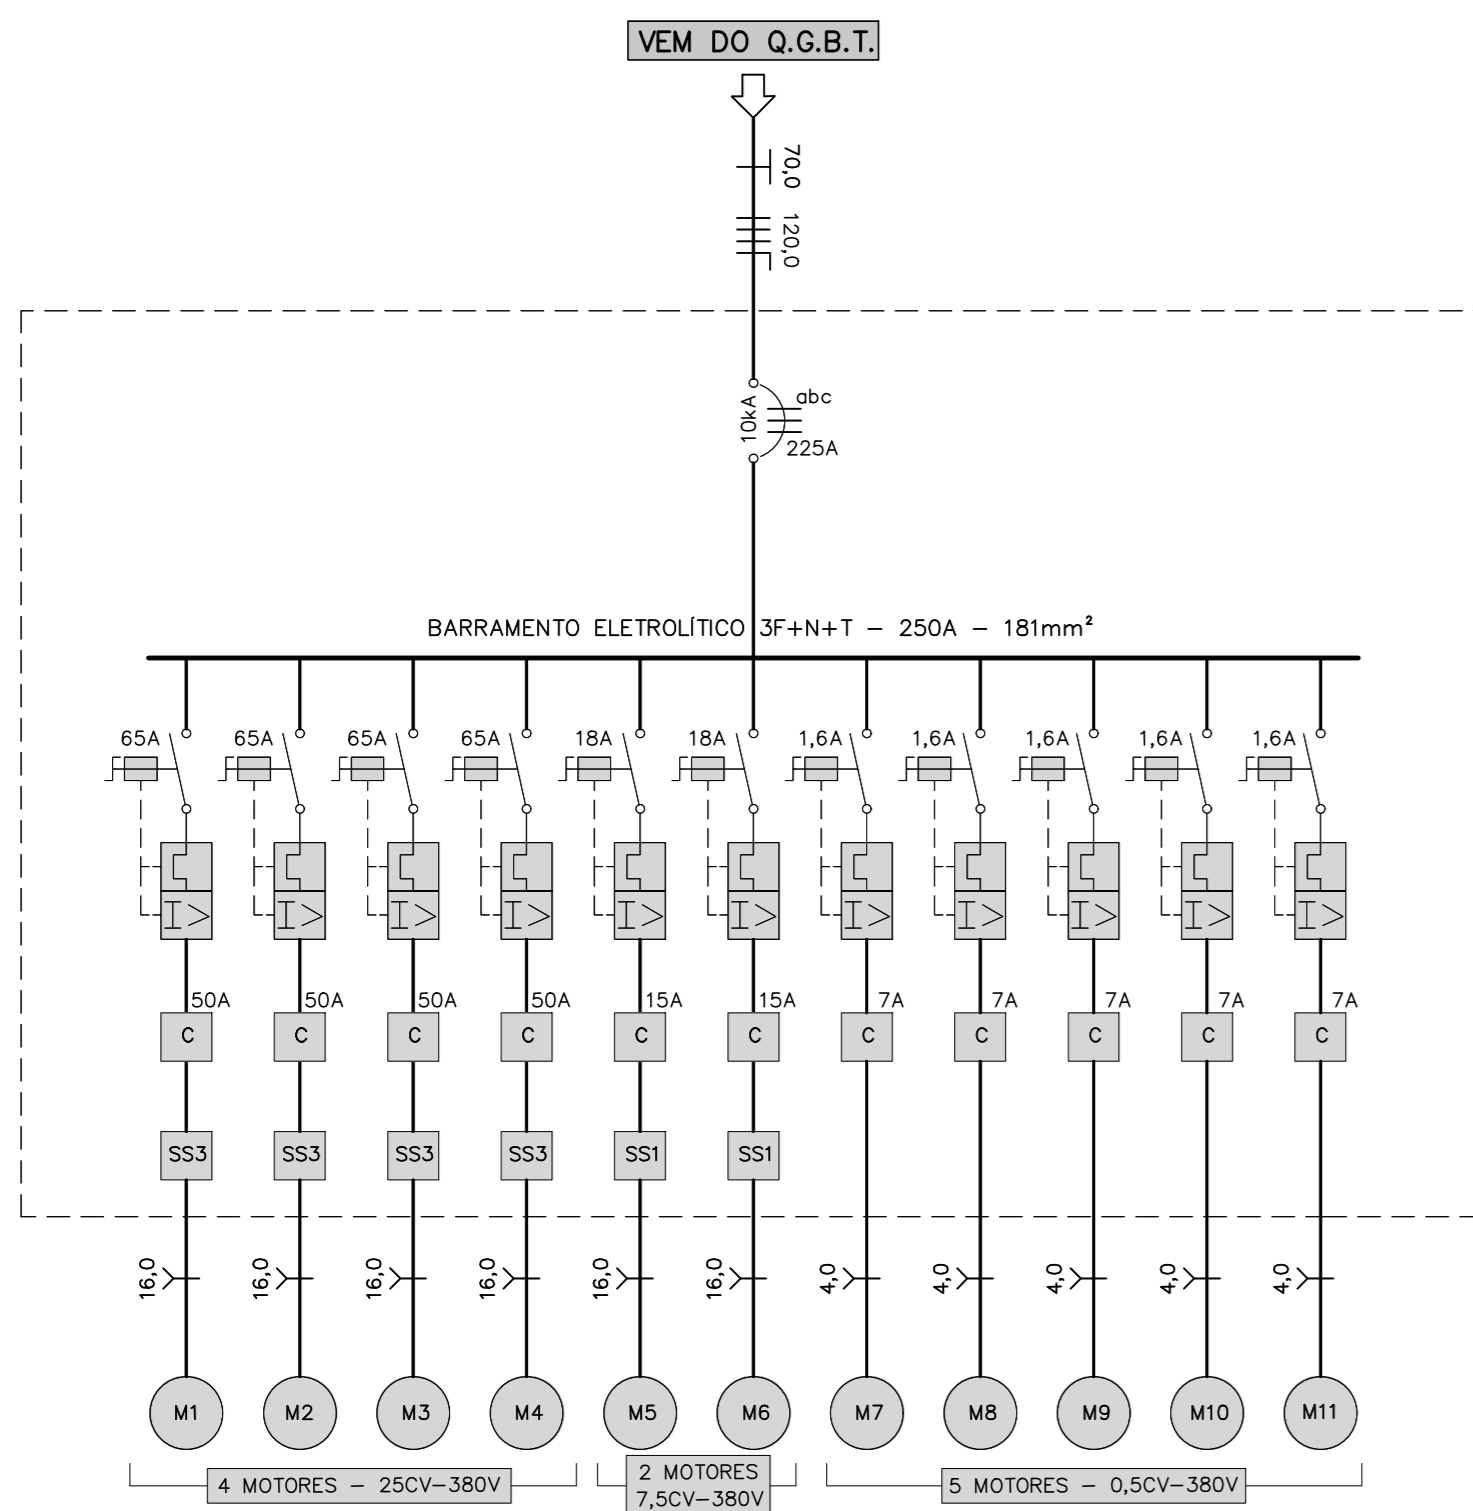 VEM DO Q.G.B.T.
70,0
120,0
abc
10kA
225A
BARRAMENTO ELETROLÍTICO 3F+N+T – 250A – 181mm²
65A 65A 65A 65A 18A 18A 1,6A 1,6A 1,6A 1,6A 1,6A
I> I> I> I> I> I> I> I> I> I> I>
50A 50A 50A 50A 15A 15A 7A 7A 7A 7A 7A
C C C C C C C C C C C
SS3 SS3 SS3 SS3 SS1 SS1
16,0 16,0 16,0 16,0 16,0 16,0 4,0 4,0 4,0 4,0 4,0
M1 M2 M3 M4 M5 M6 M7 M8 M9 M10 M11
4 MOTORES – 25CV–380V
2 MOTORES
7,5CV–380V
5 MOTORES – 0,5CV–380V